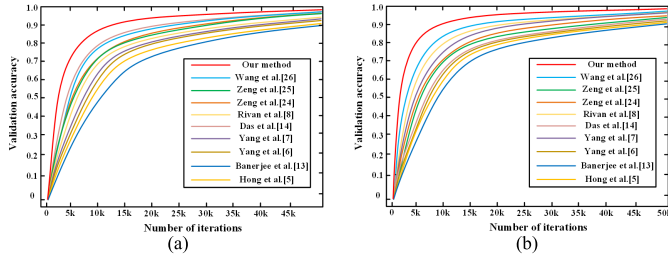 1.0
0.9
0.8
0.7
0.6
0.5
0.4
0.3
0.2
0.1
0
Validation accuracy
Our method
Wang et al.[26]
Zeng et al.[25]
Zeng et al.[24]
Rivan et al.[8]
Das et al.[14]
Yang et al.[7]
Yang et al.[6]
Banerjee et al.[13]
Hong et al.[5]
0 5k 10k 15k 20k 25k 30k 35k 40k 45k
Number of iterations
(a)
1.0
0.9
0.8
0.7
0.6
0.5
0.4
0.3
0.2
0.1
0
Validation accuracy
Our method
Wang et al.[26]
Zeng et al.[25]
Zeng et al.[24]
Rivan et al.[8]
Das et al.[14]
Yang et al.[7]
Yang et al.[6]
Banerjee et al.[13]
Hong et al.[5]
0 5k 10k 15k 20k 25k 30k 35k 40k 45k 50k
Number of iterations
(b)